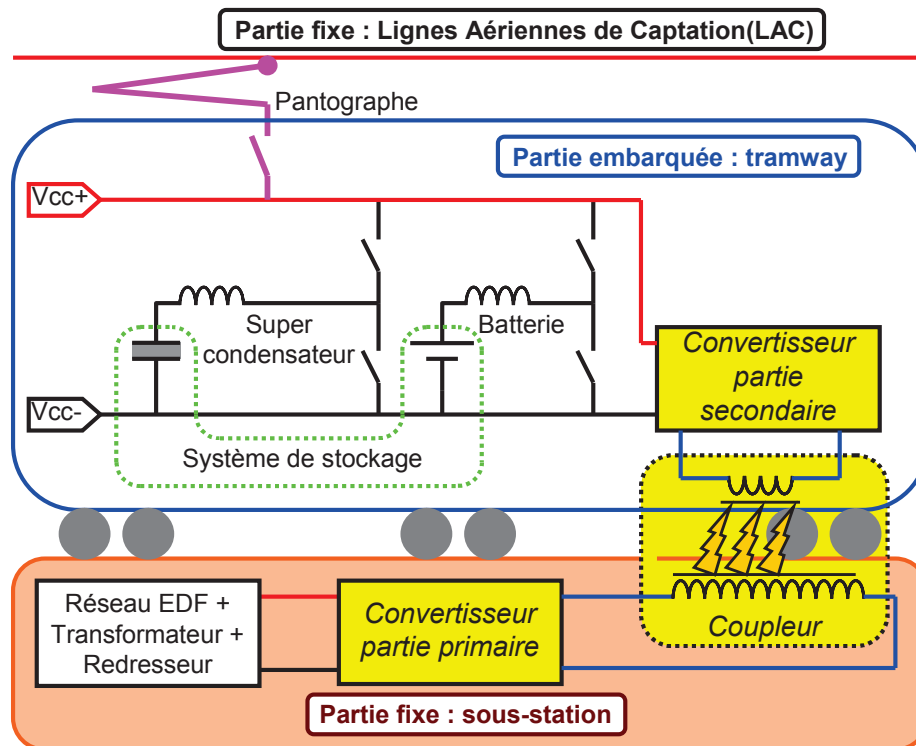 Partie fixe : Lignes Aériennes de Captation(LAC)
Pantographe
Partie embarquée : tramway
Vcc+
Super
condensateur
Batterie
Convertisseur
partie
secondaire
Vcc-
Système de stockage
Réseau EDF +
Transformateur +
Redresseur
Convertisseur
partie primaire
Coupleur
Partie fixe : sous-station